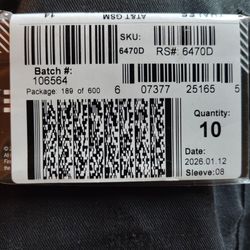 AT&T GSM
14
SKU:
6470D
RS#: 6470D
Batch #:
106564
Package: 189 of 600
6 07377 25165 5
Quantity:
10
Date:
2026.01.12
Sleeve:08